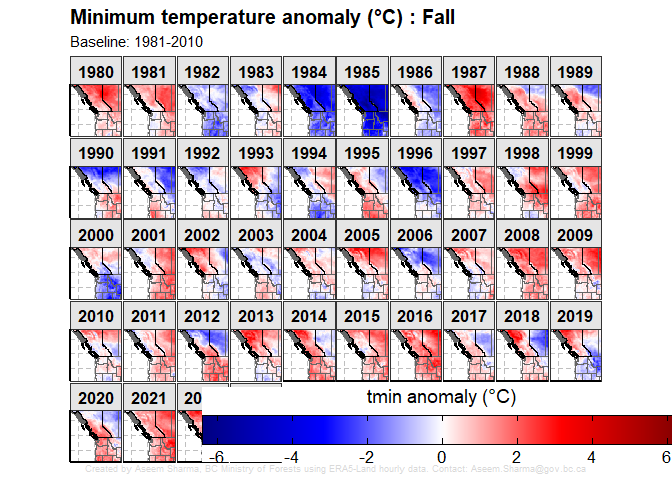 Minimum temperature anomaly (°C) : Fall
Baseline: 1981-2010
1980 1981 1982 1983 1984 1985 1986 1987 1988 1989
1990 1991 1992 1993 1994 1995 1996 1997 1998 1999
2000 2001 2002 2003 2004 2005 2006 2007 2008 2009
2010 2011 2012 2013 2014 2015 2016 2017 2018 2019
2020 2021 20
tmin anomaly (°C)
-6 -4 -2 0 2 4 6
Created by Aseem Sharma, BC Ministry of Forests using ERA5-Land hourly data. Contact: Aseem.Sharma@gov.bc.ca